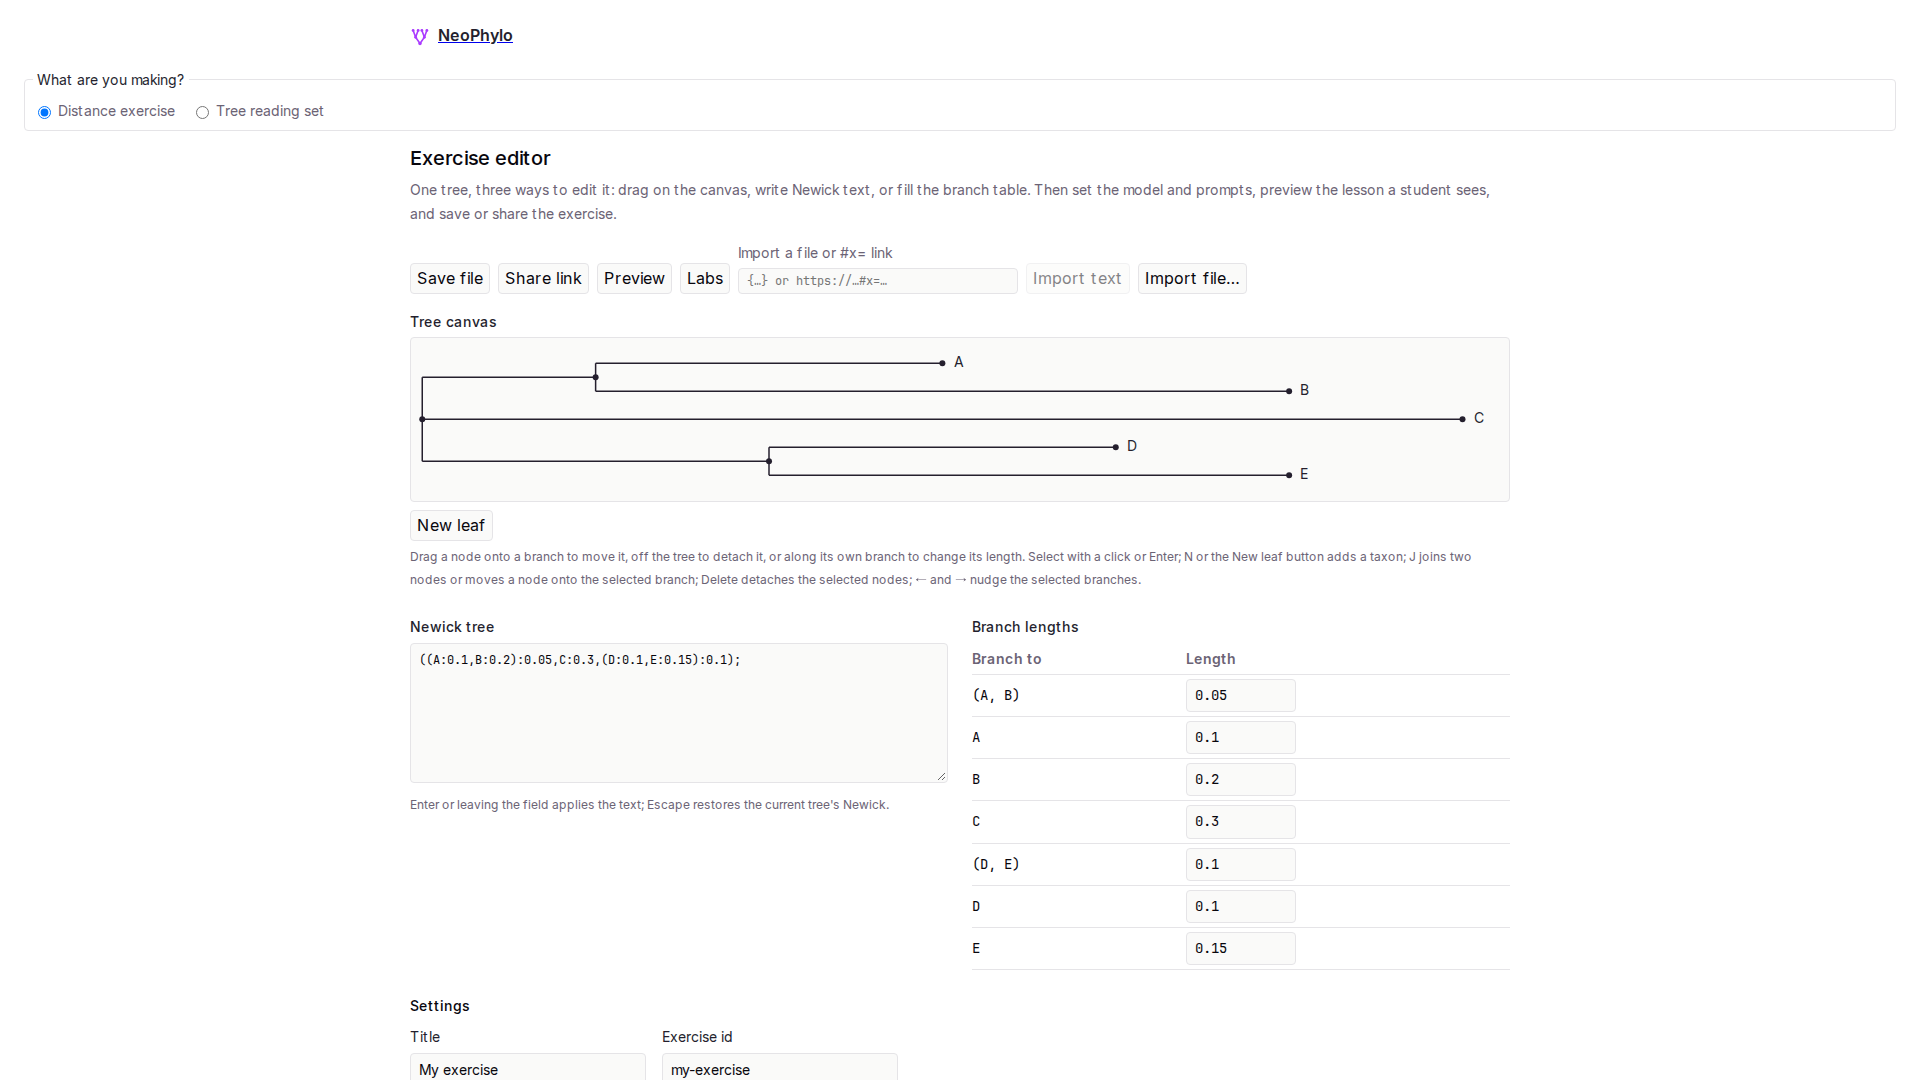 NeoPhylo
What are you making?
Distance exercise Tree reading set
Exercise editor
One tree, three ways to edit it: drag on the canvas, write Newick text, or fill the branch table. Then set the model and prompts, preview the lesson a student sees,
and save or share the exercise.
Import a file or #x= link
Save file Share link Preview Labs {…} or https://…#x=… Import text Import file…
Tree canvas
A
B
C
D
E
New leaf
Drag a node onto a branch to move it, off the tree to detach it, or along its own branch to change its length. Select with a click or Enter; N or the New leaf button adds a taxon; J joins two
nodes or moves a node onto the selected branch; Delete detaches the selected nodes; ← and → nudge the selected branches.
Newick tree
((A:0.1,B:0.2):0.05,C:0.3,(D:0.1,E:0.15):0.1);
Enter or leaving the field applies the text; Escape restores the current tree's Newick.
Branch lengths
Branch to Length
(A, B) 0.05
A 0.1
B 0.2
C 0.3
(D, E) 0.1
D 0.1
E 0.15
Settings
Title Exercise id
My exercise my-exercise